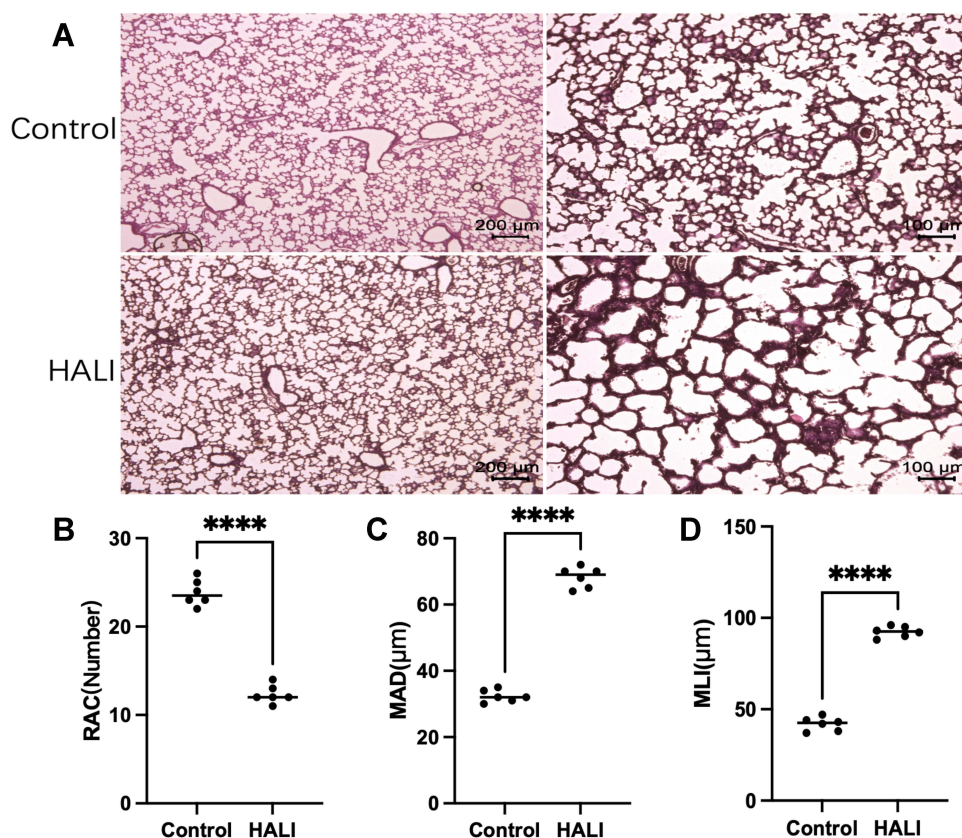 A
Control
200 μm
100 μm
HALI
200 μm
100 μm
B
****
RAC(Number)
30
20
10
0
Control HALI
C
****
MAD(μm)
80
60
40
20
0
Control HALI
D
****
MLI(μm)
150
100
50
0
Control HALI